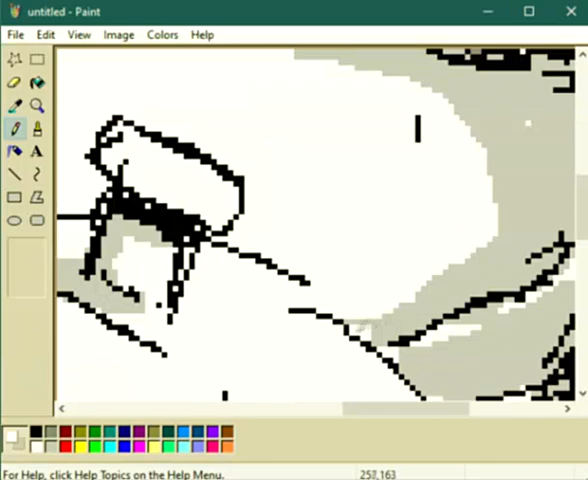 untitled - Paint
File Edit View Image Colors Help
A
For Help, click Help Topics on the Help Menu.
257,163